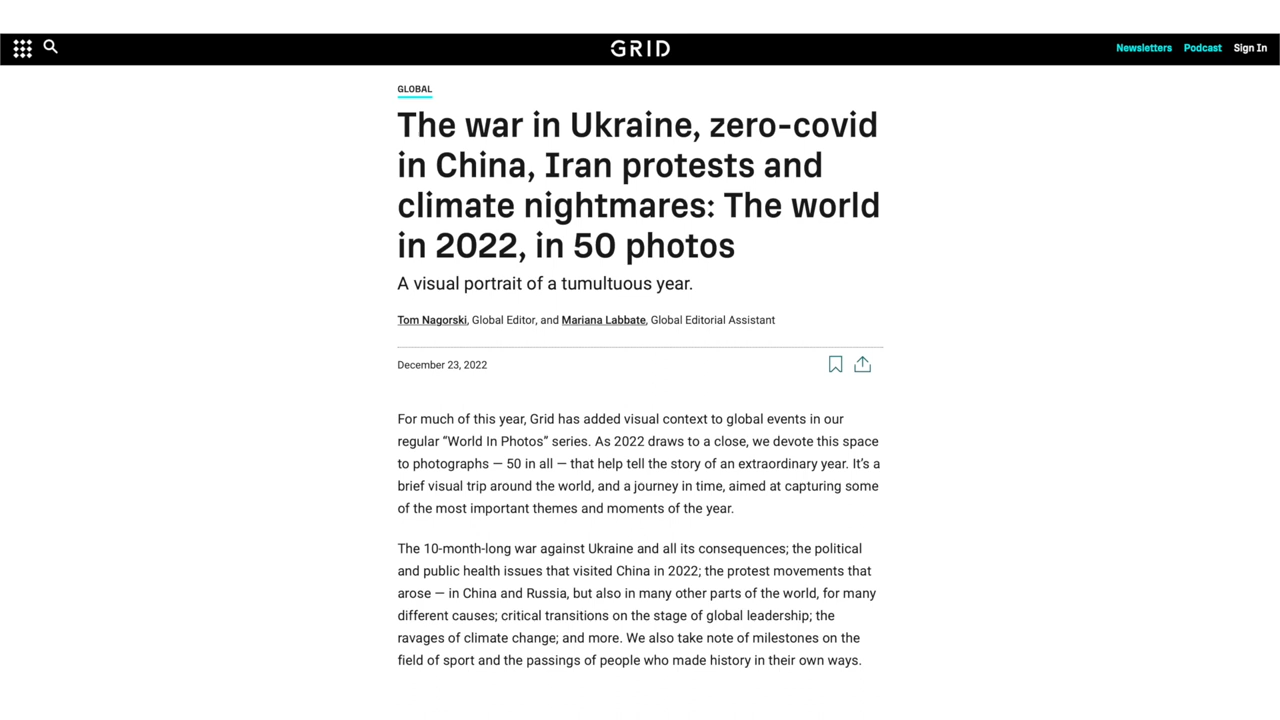 GRID
Newsletters Podcast Sign In
GLOBAL
The war in Ukraine, zero-covid
in China, Iran protests and
climate nightmares: The world
in 2022, in 50 photos
A visual portrait of a tumultuous year.
Tom Nagorski, Global Editor, and Mariana Labbate, Global Editorial Assistant
December 23, 2022
For much of this year, Grid has added visual context to global events in our
regular “World In Photos” series. As 2022 draws to a close, we devote this space
to photographs — 50 in all — that help tell the story of an extraordinary year. It’s a
brief visual trip around the world, and a journey in time, aimed at capturing some
of the most important themes and moments of the year.
The 10-month-long war against Ukraine and all its consequences; the political
and public health issues that visited China in 2022; the protest movements that
arose — in China and Russia, but also in many other parts of the world, for many
different causes; critical transitions on the stage of global leadership; the
ravages of climate change; and more. We also take note of milestones on the
field of sport and the passings of people who made history in their own ways.